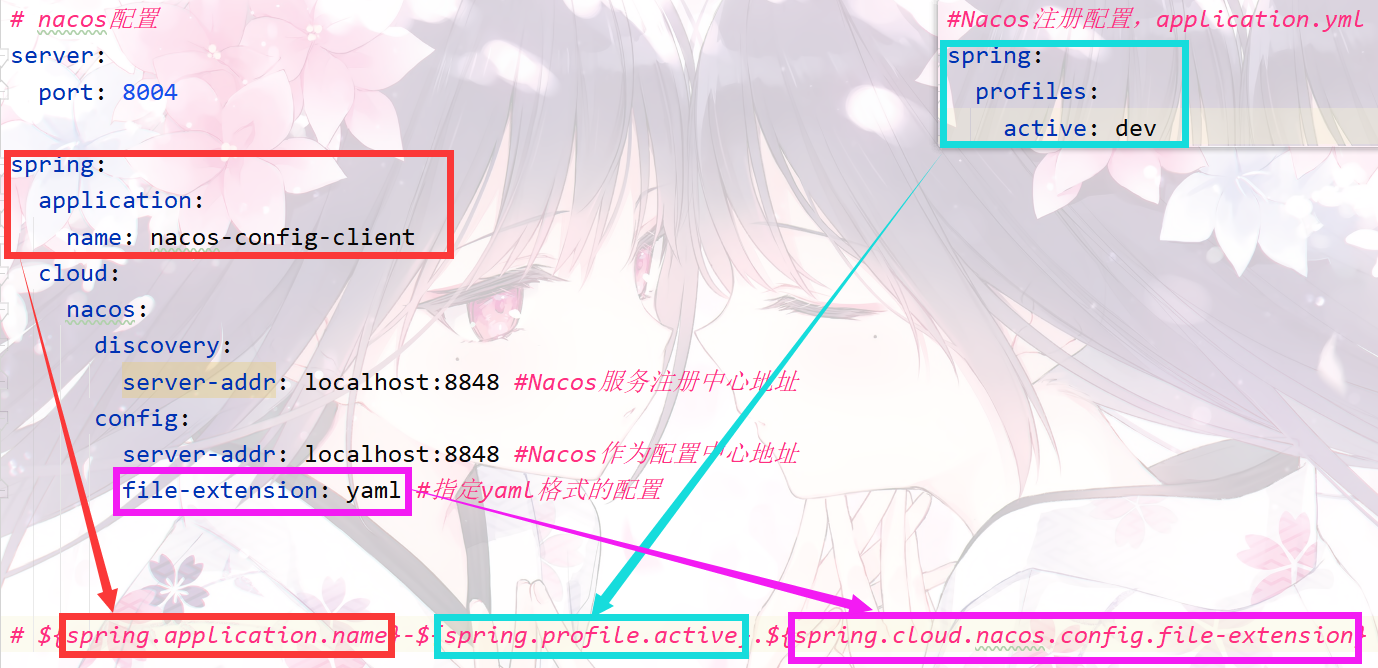 # nacos配置
server:
  port: 8004
spring:
  application:
    name: nacos-config-client
  cloud:
    nacos:
      discovery:
        server-addr: localhost:8848 #Nacos服务注册中心地址
      config:
        server-addr: localhost:8848 #Nacos作为配置中心地址
        file-extension: yaml #指定yaml格式的配置
#Nacos注册配置，application.yml
spring:
  profiles:
    active: dev
# ${spring.application.name}-${spring.profile.active}.${spring.cloud.nacos.config.file-extension}